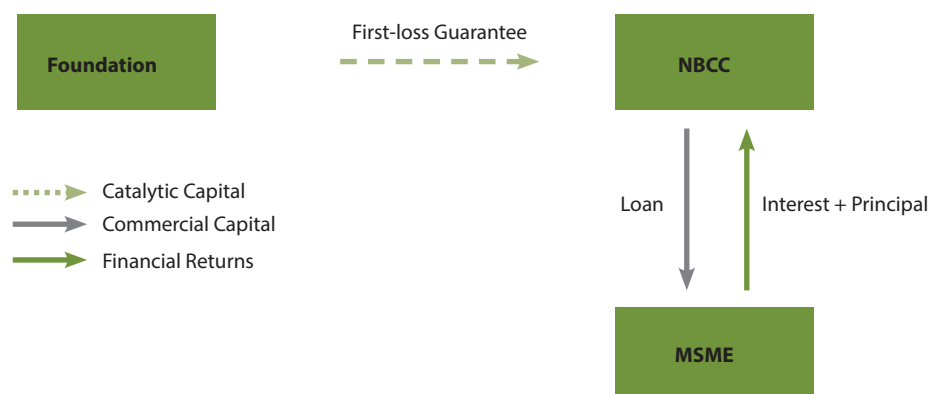 First-loss Guarantee
Foundation
NBCC
Catalytic Capital
Commercial Capital
Financial Returns
Loan
Interest + Principal
MSME